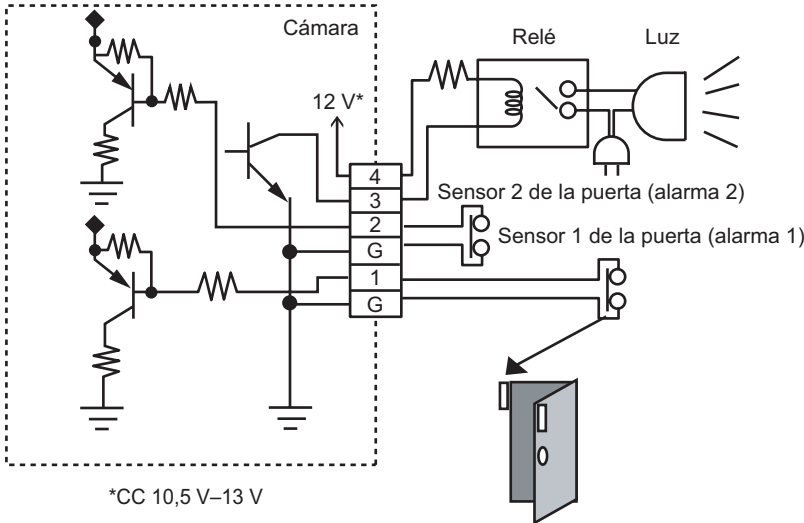 Cámara
Relé
Luz
12 V*
4
3
Sensor 2 de la puerta (alarma 2)
2
G
Sensor 1 de la puerta (alarma 1)
1
G
*CC 10,5 V–13 V